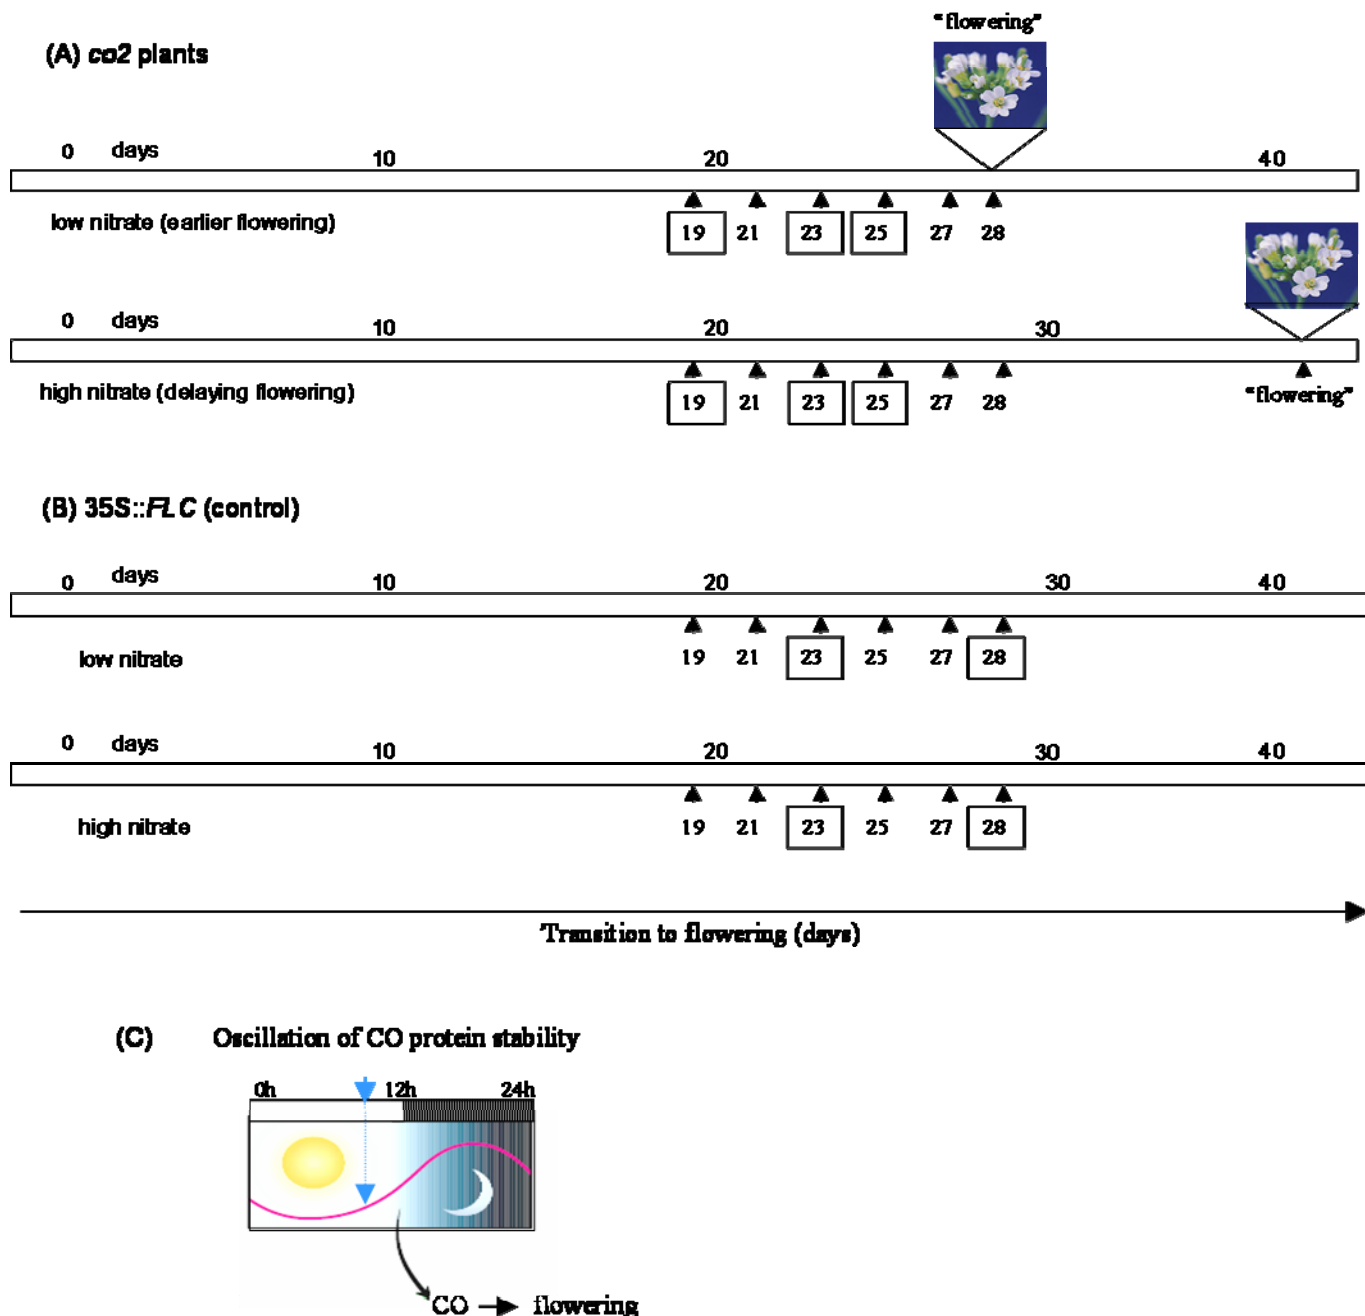 "flowering"
(A) co2 plants
0 days 10 20 40
low nitrate (earlier flowering)
19 21 23 25 27 28
0 days 10 20 30
high nitrate (delaying flowering)
19 21 23 25 27 28
"flowering"
(B) 35S::FLC (control)
0 days 10 20 30 40
low nitrate
19 21 23 25 27 28
0 days 10 20 30 40
high nitrate
19 21 23 25 27 28
Transition to flowering (days)
(C) Oscillation of CO protein stability
0h 12h 24h
CO flowering